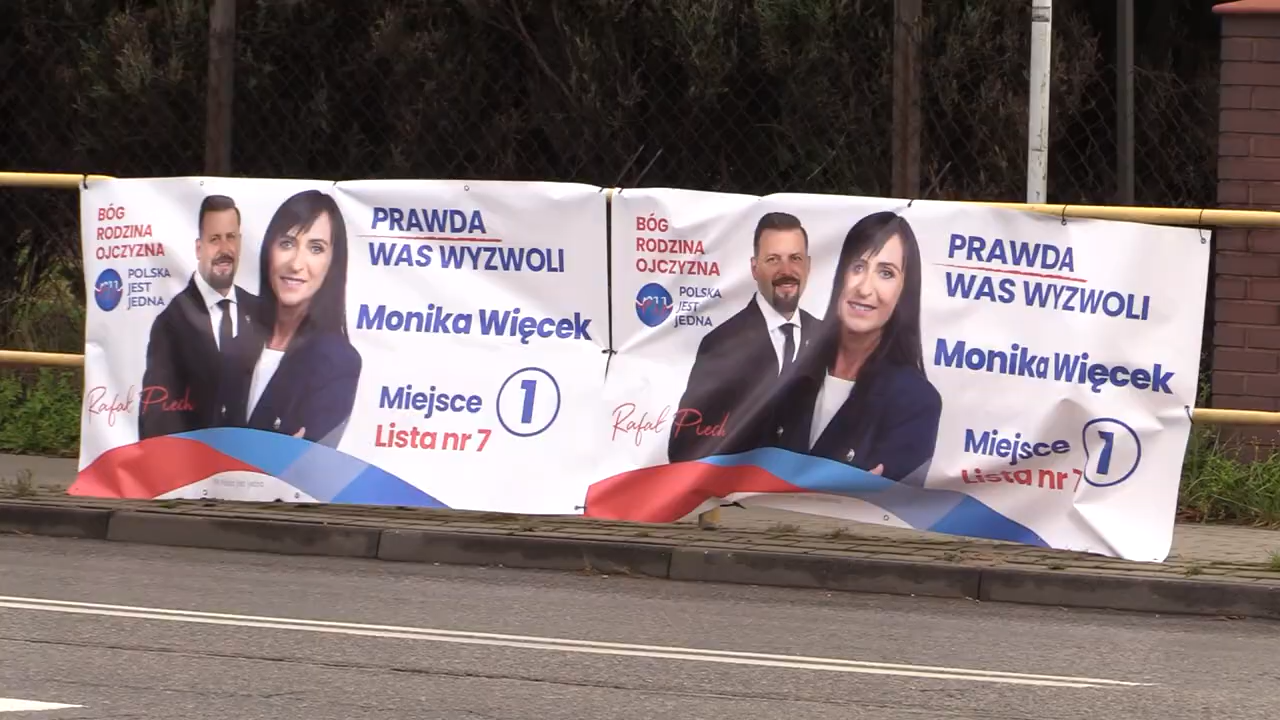 BÓG
RODZINA
OJCZYZNA
POLSKA
JEST
JEDNA
Rafał Piech
PRAWDA
WAS WYZWOLI
Monika Więcek
Miejsce 1
Lista nr 7
BÓG
RODZINA
OJCZYZNA
POLSKA
JEST
JEDNA
Rafał Piech
PRAWDA
WAS WYZWOLI
Monika Więcek
Miejsce 1
Lista nr 7